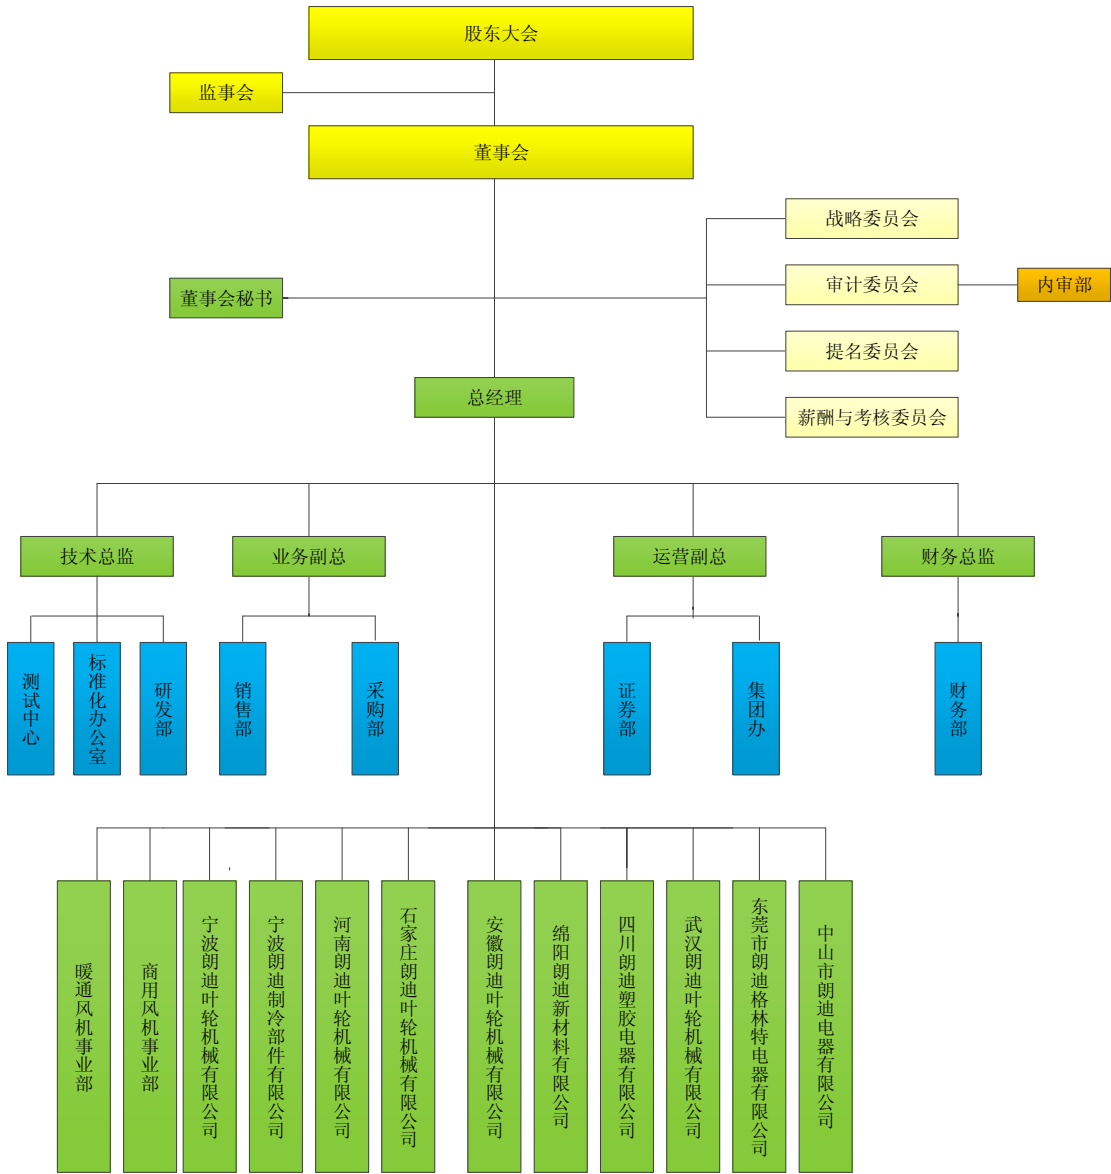 股东大会
监事会
董事会
战略委员会
董事会秘书
审计委员会
内审部
提名委员会
总经理
薪酬与考核委员会
技术总监
业务副总
运营副总
财务总监
测试中心
标准化办公室
研发部
销售部
采购部
证券部
集团办
财务部
暖通风机事业部
商用风机事业部
宁波朗迪叶轮机械有限公司
宁波朗迪制冷部件有限公司
河南朗迪叶轮机械有限公司
石家庄朗迪叶轮机械有限公司
安徽朗迪叶轮机械有限公司
绵阳朗迪新材料有限公司
四川朗迪塑胶电器有限公司
武汉朗迪叶轮机械有限公司
东莞市朗迪格林特电器有限公司
中山市朗迪电器有限公司